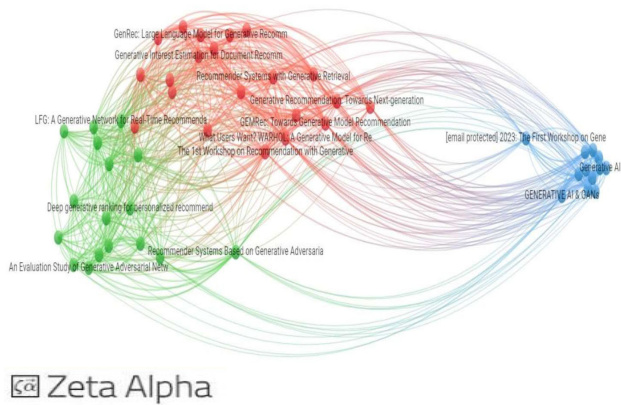 GenRec: Large Language Model for Generative Recomm
Generative Interest Estimation for Document Recomm
Recommender Systems with Generative Retrieval
Generative Recommendation: Towards Next-generation
LFG: A Generative Network for Real-Time Recommende
GEMRec: Towards Generative Model Recommendation
What Users Want? WARHOL: A Generative Model for Re
[email protected] 2023: The First Workshop on Gene
The 1st Workshop on Recommendation with Generative
Generative AI
GENERATIVE AI & GANs
Deep generative ranking for personalized recommend
Recommender Systems Based on Generative Adversaria
An Evaluation Study of Generative Adversarial Netw
ζα Zeta Alpha